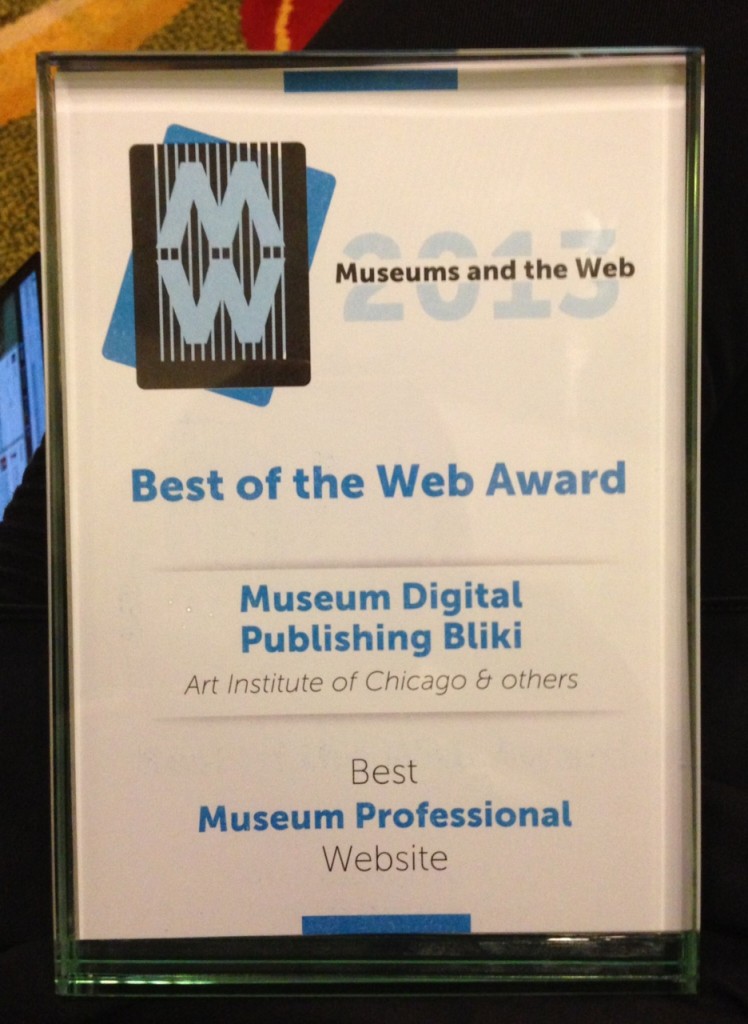 MW
2013
Museums and the Web
Best of the Web Award
Museum Digital
Publishing Bliki
Art Institute of Chicago & others
Best
Museum Professional
Website